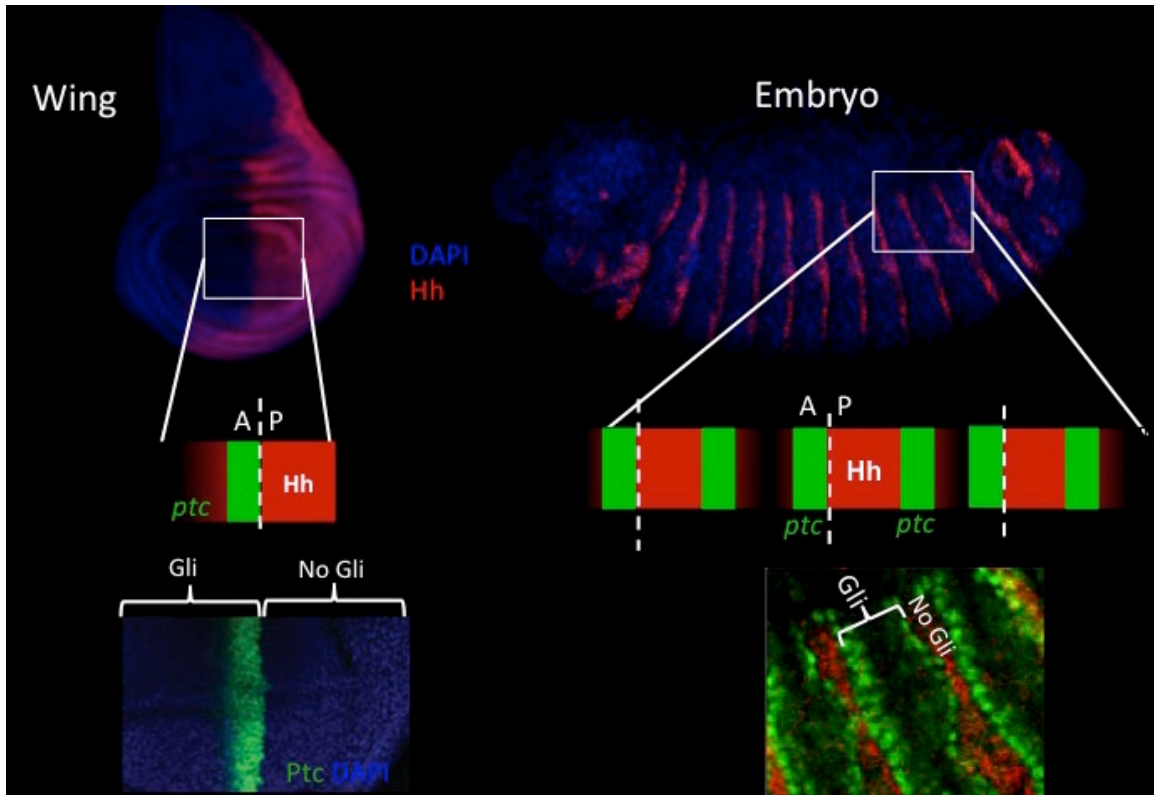 Wing
Embryo
DAPI
Hh
A P
Hh
ptc
A P
Hh
ptc ptc
Gli No Gli
Ptc DAPI
Gli No Gli